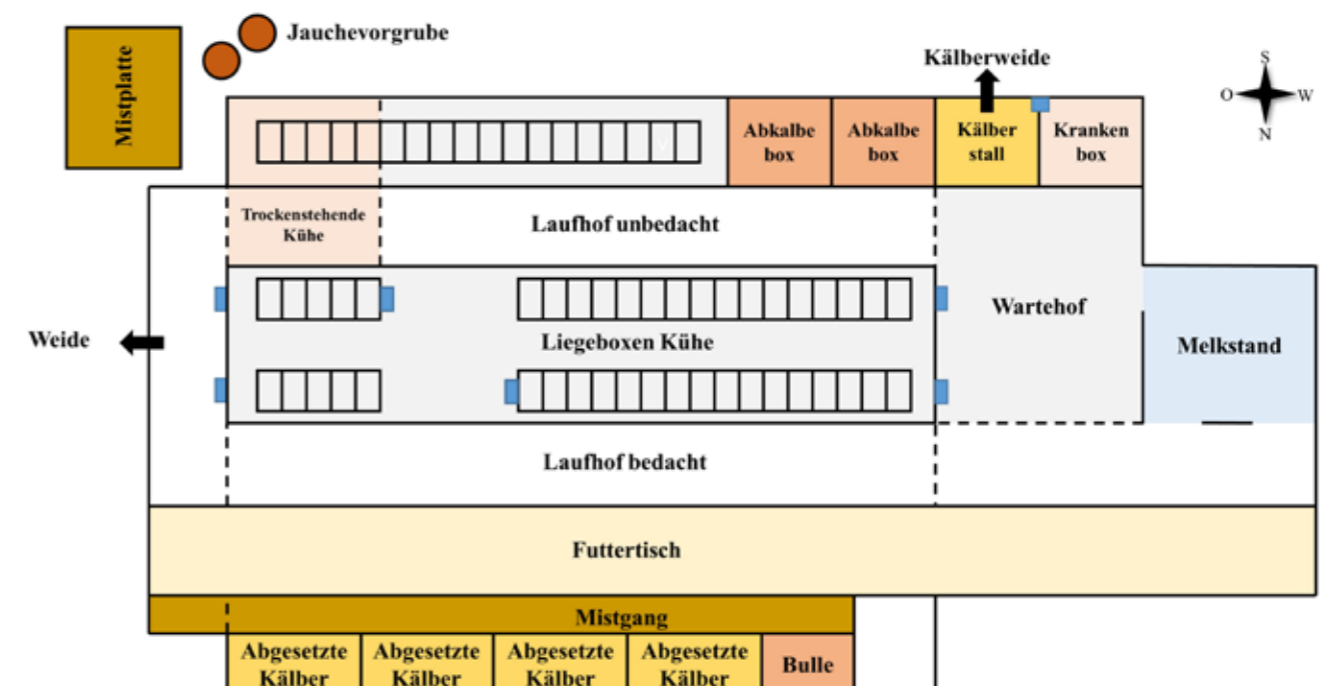 Jauchevorgrube
Mistplatte
Kälberweide
S
O
W
N
Abkalbe
box
Abkalbe
box
Kälber
stall
Kranken
box
Trockenstehende
Kühe
Laufhof unbedacht
Wartehof
Weide
Liegeboxen Kühe
Melkstand
Laufhof bedacht
Futtertisch
Mistgang
Abgesetzte
Kälber
Abgesetzte
Kälber
Abgesetzte
Kälber
Abgesetzte
Kälber
Bulle